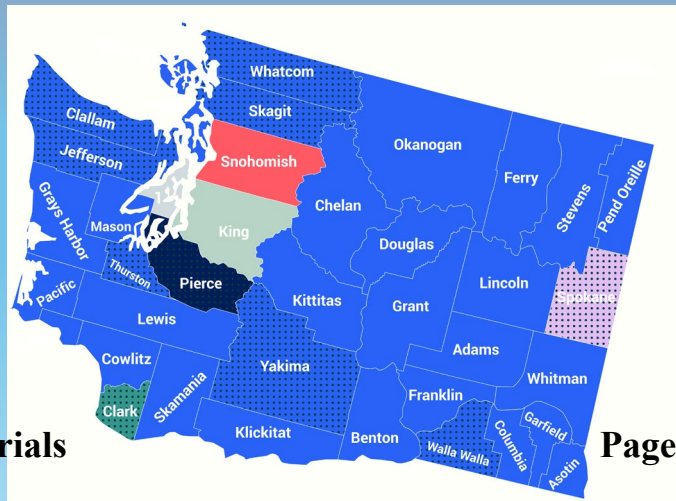 Whatcom
Skagit
Clallam
Jefferson
Snohomish
Okanogan
Ferry
Stevens
Pend Oreille
Grays Harbor
Mason
King
Chelan
Douglas
Spokane
Thurston
Pierce
Kittitas
Grant
Lincoln
Pacific
Lewis
Adams
Cowlitz
Yakima
Whitman
Skamania
Franklin
Clark
Klickitat
Benton
Walla Walla
Columbia
Garfield
Asotin
rials
Page